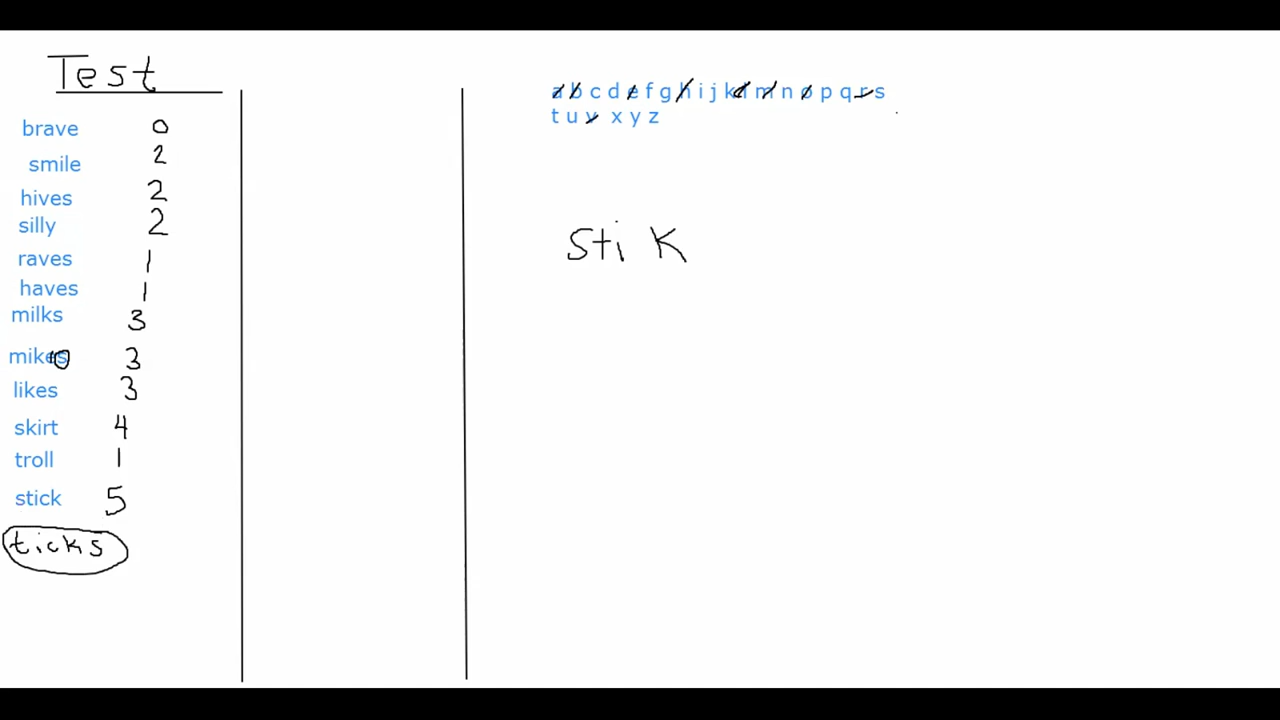 Test
brave 0
smile 2
hives 2
silly 2
raves 1
haves 1
milks 3
mikes 3
likes 3
skirt 4
troll 1
stick 5
ticks
a b c d e f g h i j k l m n o p q r s
t u v x y z
sti K